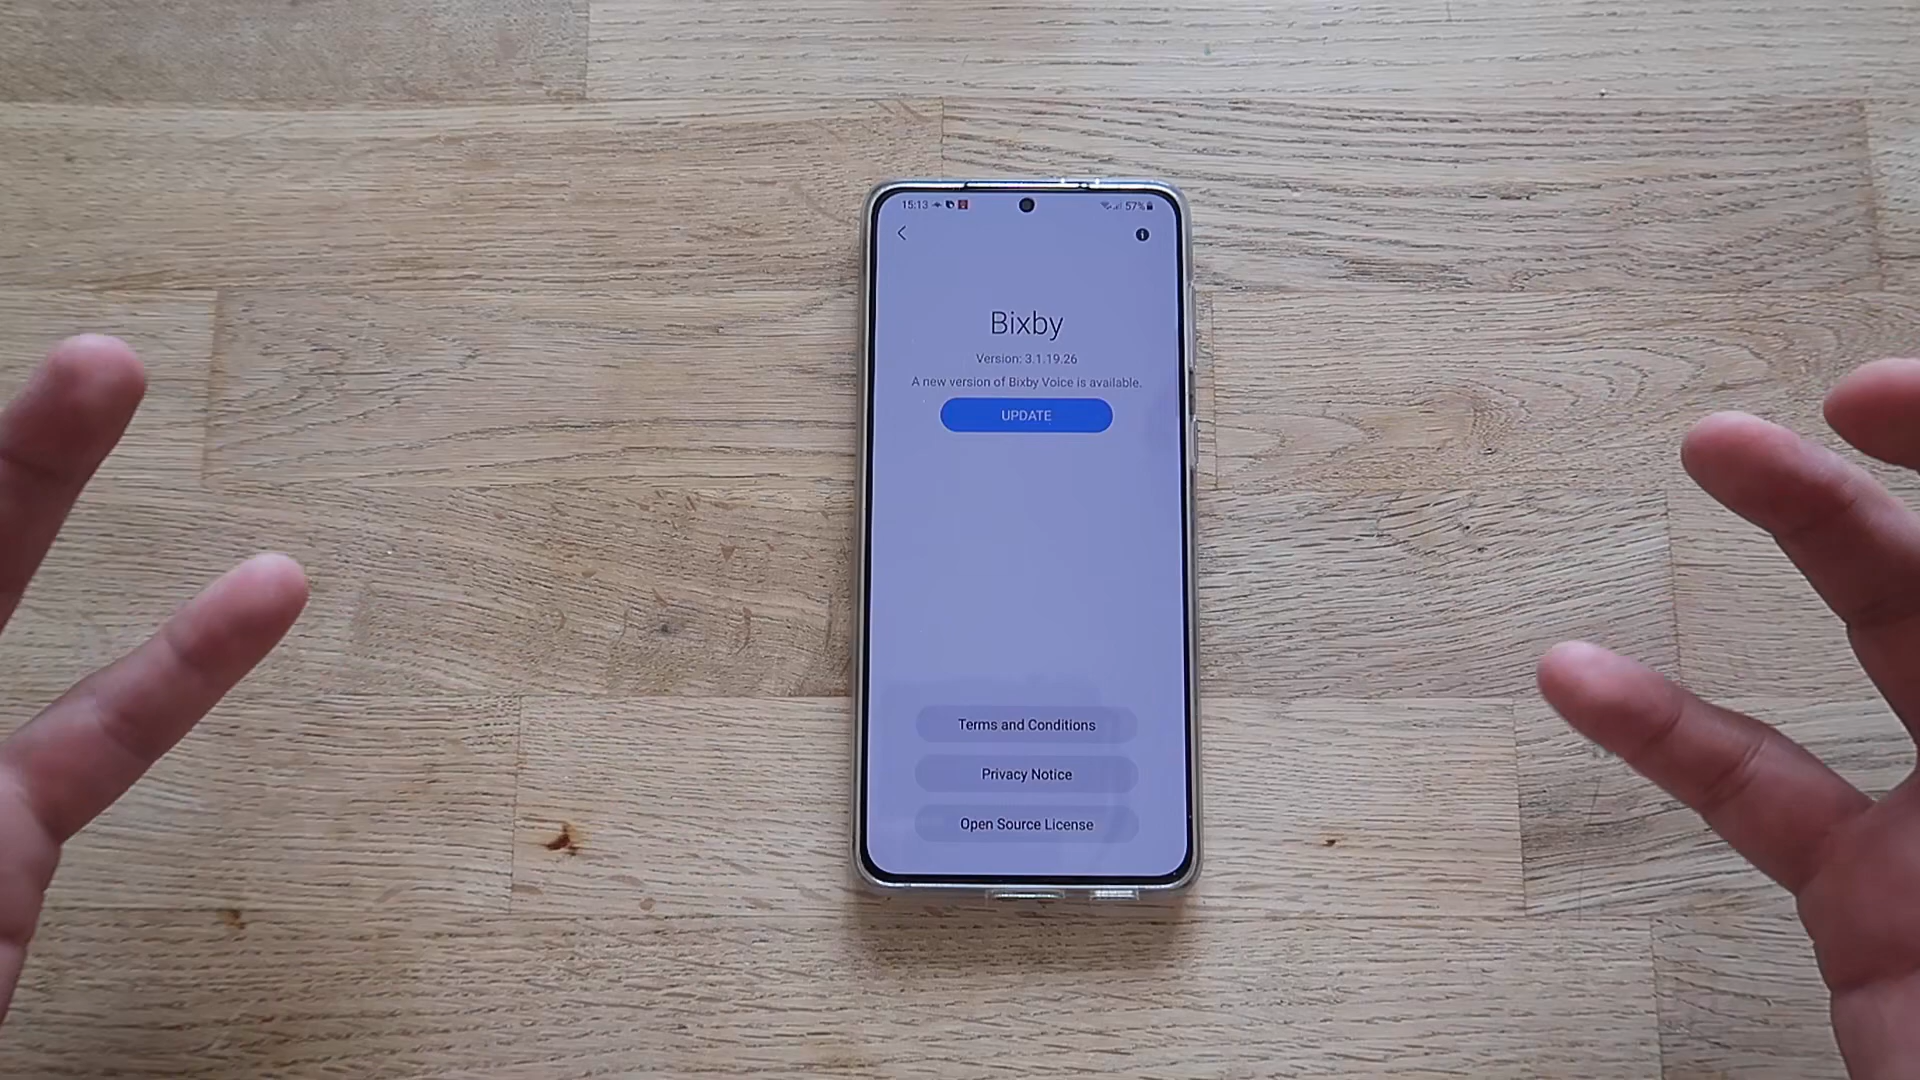 15:13
57%
Bixby
Version: 3.1.19.26
A new version of Bixby Voice is available.
UPDATE
Terms and Conditions
Privacy Notice
Open Source License